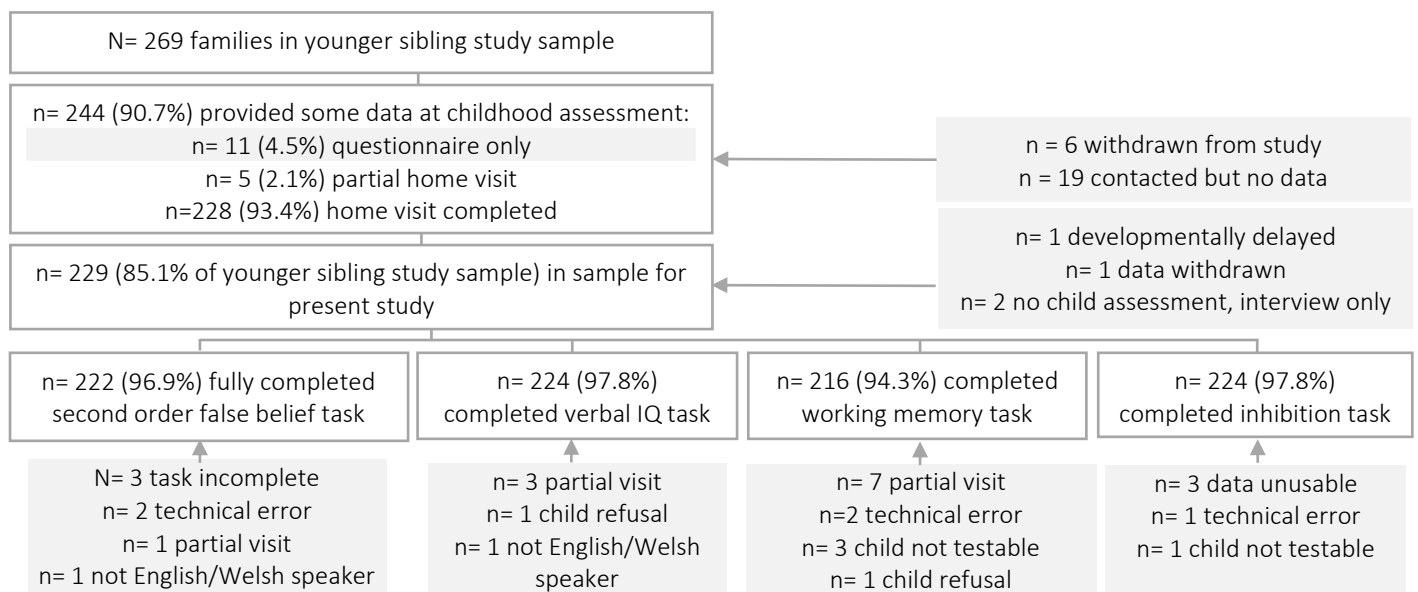 N= 269 families in younger sibling study sample
n= 244 (90.7%) provided some data at childhood assessment:
n= 11 (4.5%) questionnaire only
n= 5 (2.1%) partial home visit
n=228 (93.4%) home visit completed
n = 6 withdrawn from study
n = 19 contacted but no data
n= 229 (85.1% of younger sibling study sample) in sample for
present study
n= 1 developmentally delayed
n= 1 data withdrawn
n= 2 no child assessment, interview only
n= 222 (96.9%) fully completed
second order false belief task
n= 224 (97.8%)
completed verbal IQ task
n= 216 (94.3%) completed
working memory task
n= 224 (97.8%)
completed inhibition task
N= 3 task incomplete
n= 2 technical error
n= 1 partial visit
n= 1 not English/Welsh speaker
n= 3 partial visit
n= 1 child refusal
n= 1 not English/Welsh
speaker
n= 7 partial visit
n=2 technical error
n= 3 child not testable
n= 1 child refusal
n= 3 data unusable
n= 1 technical error
n= 1 child not testable